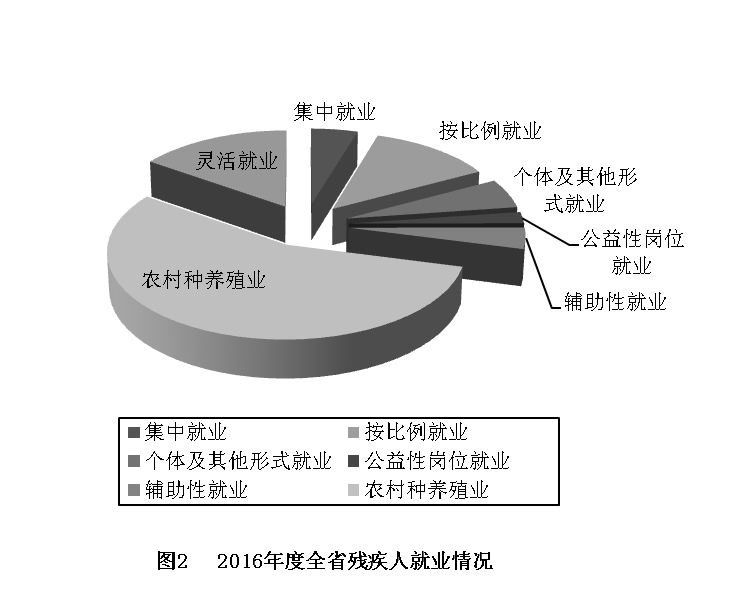 集中就业
按比例就业
灵活就业
个体及其他形
式就业
公益性岗位
就业
农村种养殖业
辅助性就业
集中就业
按比例就业
个体及其他形式就业
公益性岗位就业
辅助性就业
农村种养殖业
图2 2016年度全省残疾人就业情况